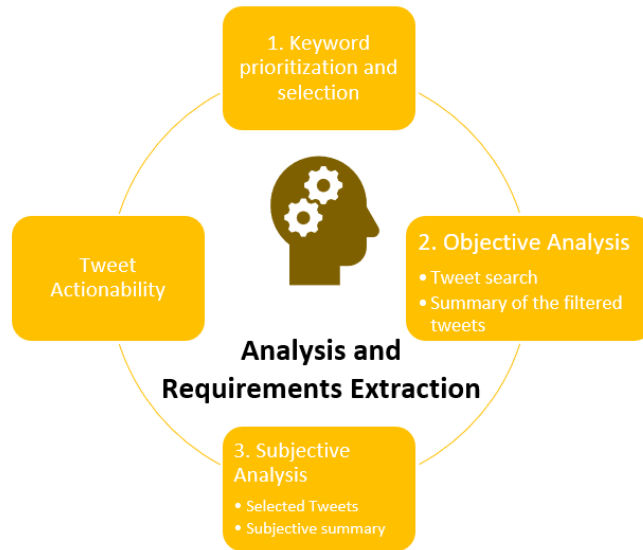 1. Keyword
prioritization and
selection
2. Objective Analysis
• Tweet search
• Summary of the filtered
tweets
3. Subjective
Analysis
• Selected Tweets
• Subjective summary
Tweet
Actionability
Analysis and
Requirements Extraction